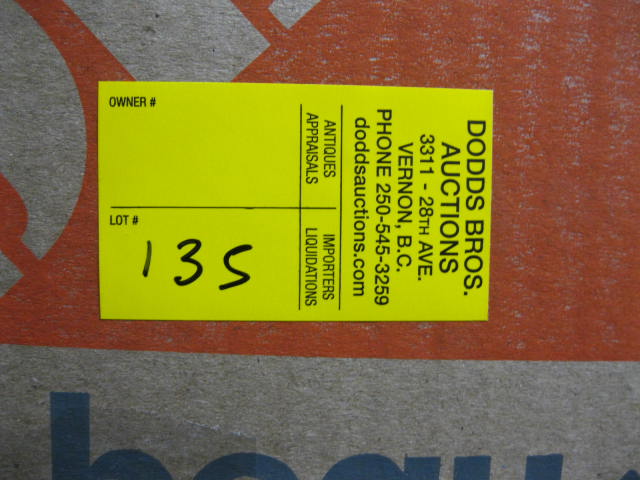 DODDS BROS.
AUCTIONS
3311 - 28TH AVE.
VERNON, B.C.
PHONE 250-545-3259
doddsauctions.com
ANTIQUES IMPORTERS
APPRAISALS LIQUIDATIONS
OWNER #
LOT #
135